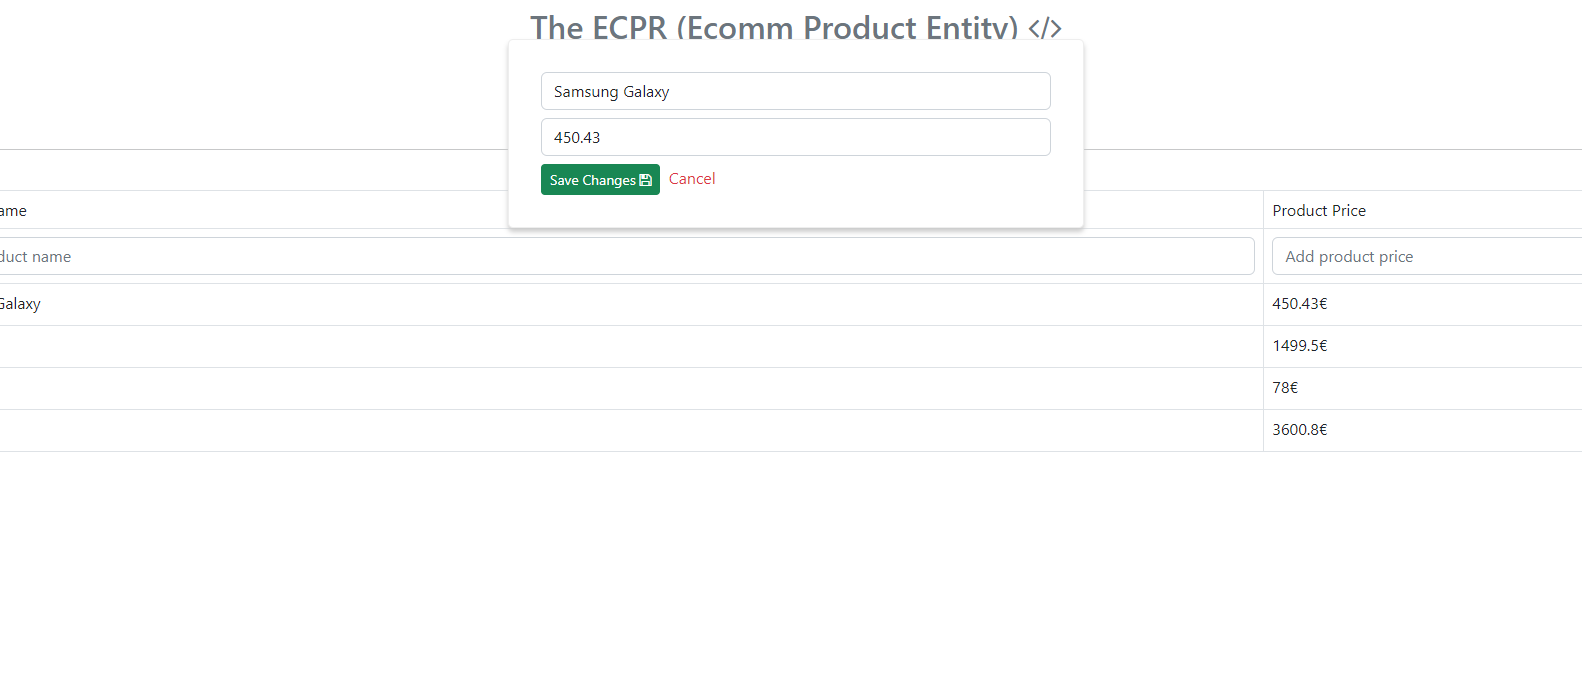 The ECPR (Ecomm Product Entity) </>
Samsung Galaxy
450.43
Save Changes
Cancel
ame Product Price
duct name Add product price
Galaxy 450.43€
1499.5€
78€
3600.8€